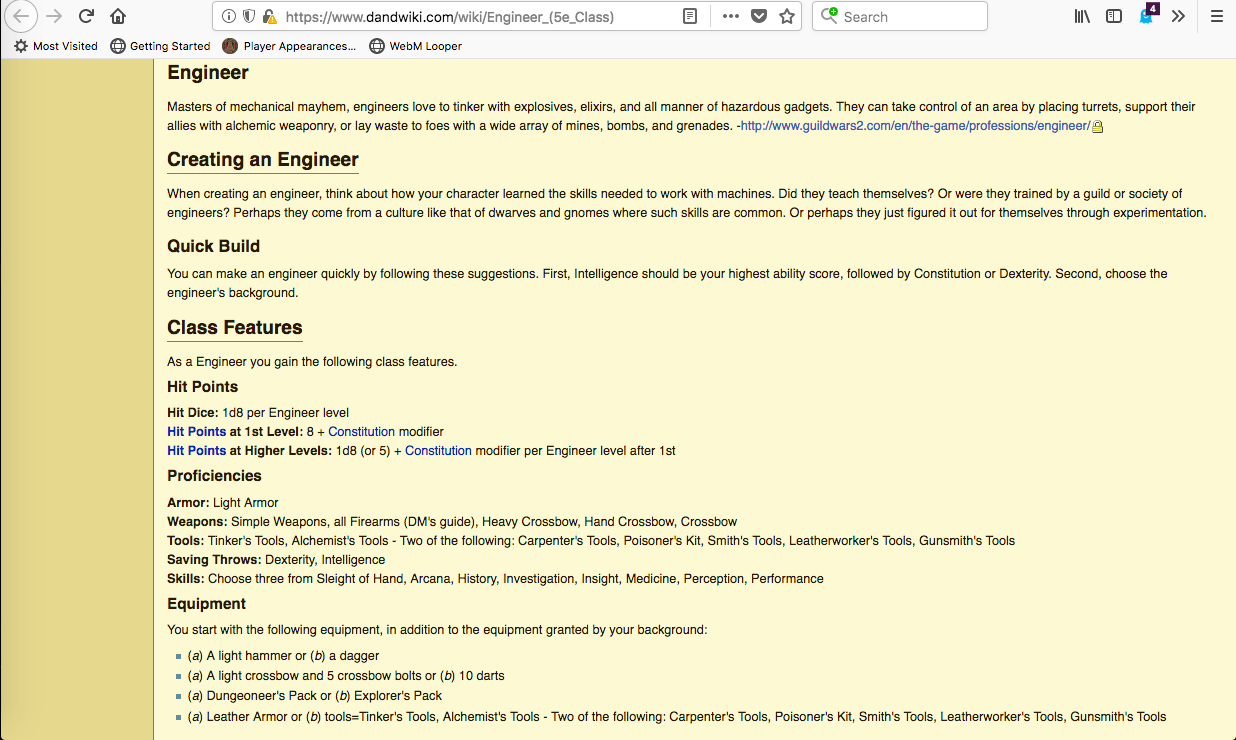 https://www.dandwiki.com/wiki/Engineer_(5e_Class)
Search
4
Most Visited
Getting Started
Player Appearances...
WebM Looper
Engineer
Masters of mechanical mayhem, engineers love to tinker with explosives, elixirs, and all manner of hazardous gadgets. They can take control of an area by placing turrets, support their
allies with alchemic weaponry, or lay waste to foes with a wide array of mines, bombs, and grenades. -http://www.guildwars2.com/en/the-game/professions/engineer/
Creating an Engineer
When creating an engineer, think about how your character learned the skills needed to work with machines. Did they teach themselves? Or were they trained by a guild or society of
engineers? Perhaps they come from a culture like that of dwarves and gnomes where such skills are common. Or perhaps they just figured it out for themselves through experimentation.
Quick Build
You can make an engineer quickly by following these suggestions. First, Intelligence should be your highest ability score, followed by Constitution or Dexterity. Second, choose the
engineer's background.
Class Features
As a Engineer you gain the following class features.
Hit Points
Hit Dice: 1d8 per Engineer level
Hit Points at 1st Level: 8 + Constitution modifier
Hit Points at Higher Levels: 1d8 (or 5) + Constitution modifier per Engineer level after 1st
Proficiencies
Armor: Light Armor
Weapons: Simple Weapons, all Firearms (DM's guide), Heavy Crossbow, Hand Crossbow, Crossbow
Tools: Tinker's Tools, Alchemist's Tools - Two of the following: Carpenter's Tools, Poisoner's Kit, Smith's Tools, Leatherworker's Tools, Gunsmith's Tools
Saving Throws: Dexterity, Intelligence
Skills: Choose three from Sleight of Hand, Arcana, History, Investigation, Insight, Medicine, Perception, Performance
Equipment
You start with the following equipment, in addition to the equipment granted by your background:
(a) A light hammer or (b) a dagger
(a) A light crossbow and 5 crossbow bolts or (b) 10 darts
(a) Dungeoneer's Pack or (b) Explorer's Pack
(a) Leather Armor or (b) tools=Tinker's Tools, Alchemist's Tools - Two of the following: Carpenter's Tools, Poisoner's Kit, Smith's Tools, Leatherworker's Tools, Gunsmith's Tools